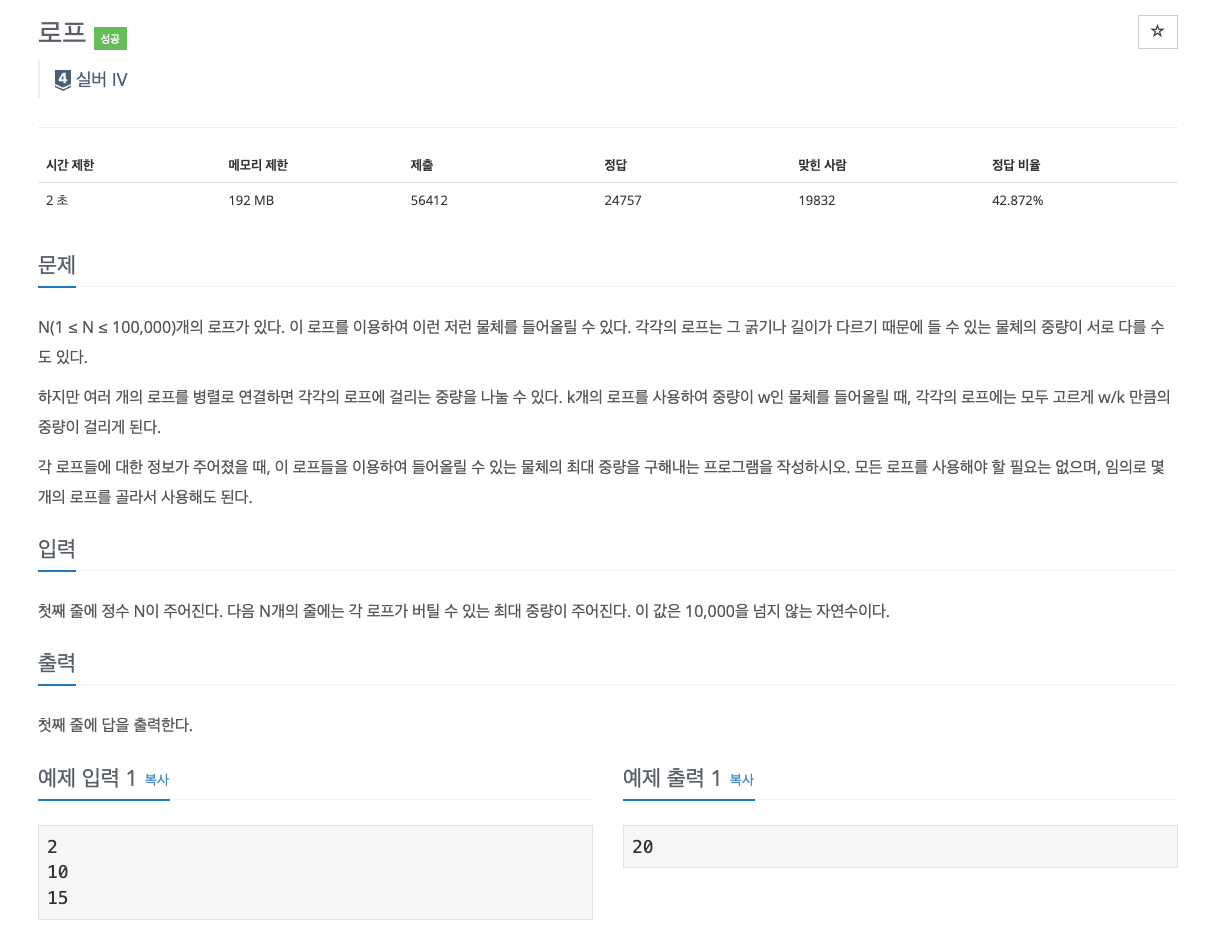 로프 성공
☆
4 실버 IV
시간 제한 메모리 제한 제출 정답 맞힌 사람 정답 비율
2 초 192 MB 56412 24757 19832 42.872%
문제
N(1 ≤ N ≤ 100,000)개의 로프가 있다. 이 로프를 이용하여 이런 저런 물체를 들어올릴 수 있다. 각각의 로프는 그 굵기나 길이가 다르기 때문에 들 수 있는 물체의 중량이 서로 다를 수
도 있다.
하지만 여러 개의 로프를 병렬로 연결하면 각각의 로프에 걸리는 중량을 나눌 수 있다. k개의 로프를 사용하여 중량이 w인 물체를 들어올릴 때, 각각의 로프에는 모두 고르게 w/k 만큼의
중량이 걸리게 된다.
각 로프들에 대한 정보가 주어졌을 때, 이 로프들을 이용하여 들어올릴 수 있는 물체의 최대 중량을 구해내는 프로그램을 작성하시오. 모든 로프를 사용해야 할 필요는 없으며, 임의로 몇
개의 로프를 골라서 사용해도 된다.
입력
첫째 줄에 정수 N이 주어진다. 다음 N개의 줄에는 각 로프가 버틸 수 있는 최대 중량이 주어진다. 이 값은 10,000을 넘지 않는 자연수이다.
출력
첫째 줄에 답을 출력한다.
예제 입력 1 복사
2
10
15
예제 출력 1 복사
20